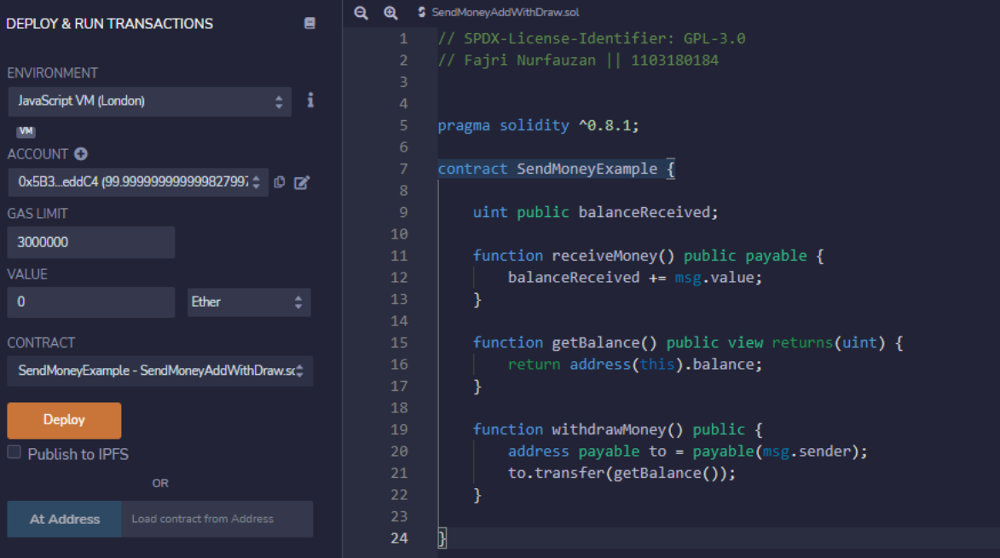 DEPLOY & RUN TRANSACTIONS
ENVIRONMENT
JavaScript VM (London)
VM
ACCOUNT
0x5B3...eddC4 (99.99999999999827997
GAS LIMIT
3000000
VALUE
0
Ether
CONTRACT
SendMoneyExample - SendMoneyAddWithDraw.sc
Deploy
Publish to IPFS
OR
At Address
Load contract from Address
SendMoneyAddWithDraw.sol
1 // SPDX-License-Identifier: GPL-3.0
2 // Fajri Nurfauzan || 1103180184
3
4
5 pragma solidity ^0.8.1;
6
7 contract SendMoneyExample {
8
9 uint public balanceReceived;
10
11 function receiveMoney() public payable {
12 balanceReceived += msg.value;
13 }
14
15 function getBalance() public view returns(uint) {
16 return address(this).balance;
17 }
18
19 function withdrawMoney() public {
20 address payable to = payable(msg.sender);
21 to.transfer(getBalance());
22 }
23
24 }